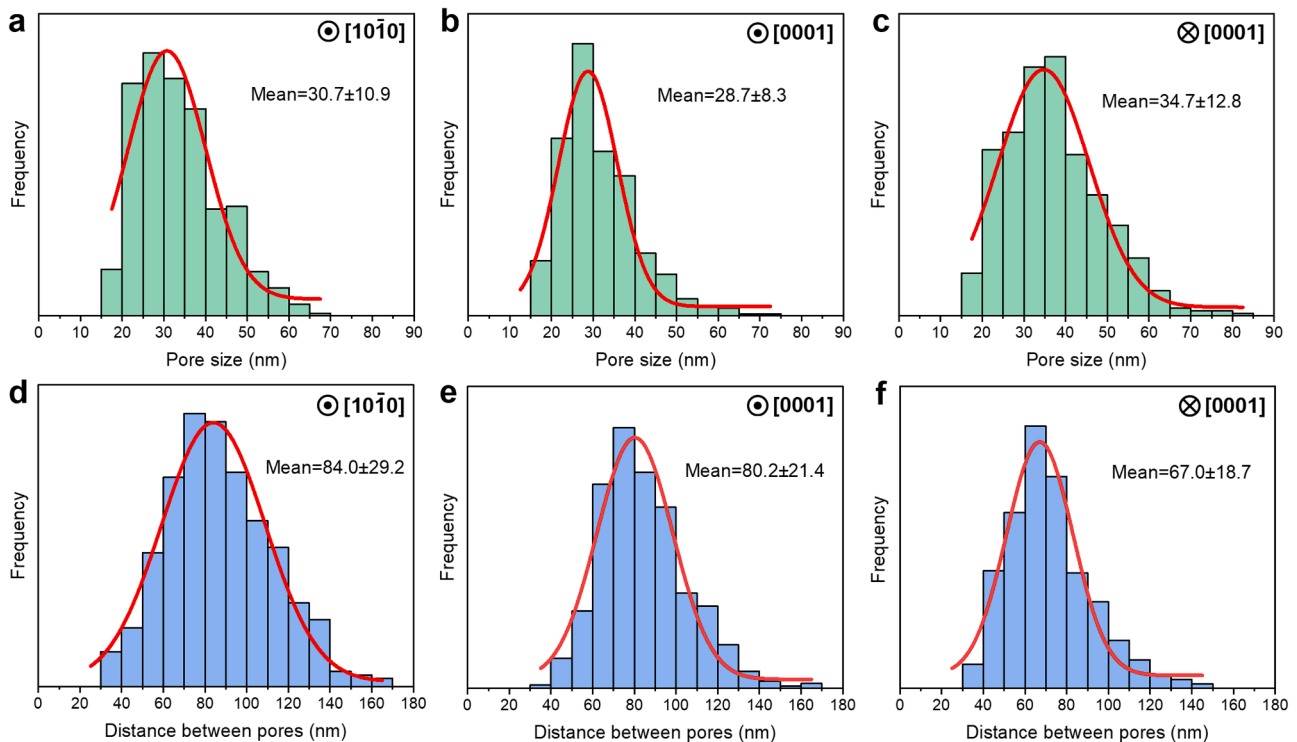 a
⊙ [101̄0]
Mean=30.7±10.9
Frequency
0 10 20 30 40 50 60 70 80 90
Pore size (nm)
b
⊙ [0001]
Mean=28.7±8.3
Frequency
0 10 20 30 40 50 60 70 80 90
Pore size (nm)
c
⊗ [0001]
Mean=34.7±12.8
Frequency
0 10 20 30 40 50 60 70 80 90
Pore size (nm)
d
⊙ [101̄0]
Mean=84.0±29.2
Frequency
0 20 40 60 80 100 120 140 160 180
Distance between pores (nm)
e
⊙ [0001]
Mean=80.2±21.4
Frequency
0 20 40 60 80 100 120 140 160 180
Distance between pores (nm)
f
⊗ [0001]
Mean=67.0±18.7
Frequency
0 20 40 60 80 100 120 140 160 180
Distance between pores (nm)